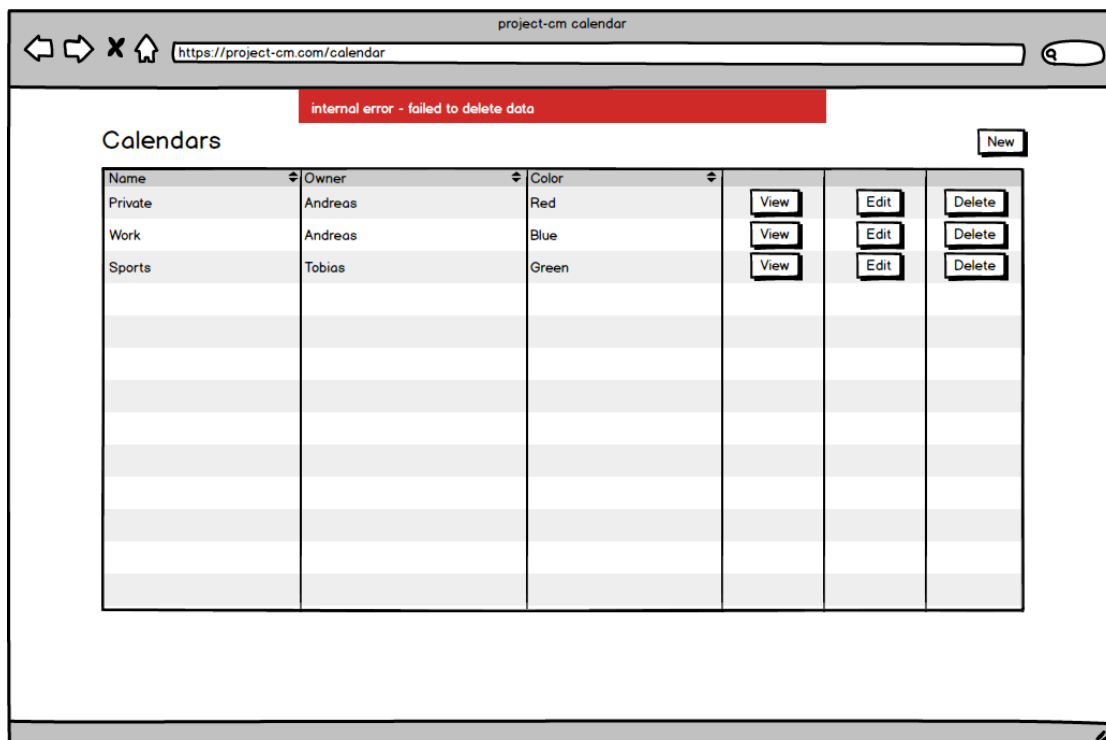 project-cm calendar
https://project-cm.com/calendar
internal error - failed to delete data
Calendars
New
Name Owner Color
Private Andreas Red View Edit Delete
Work Andreas Blue View Edit Delete
Sports Tobias Green View Edit Delete